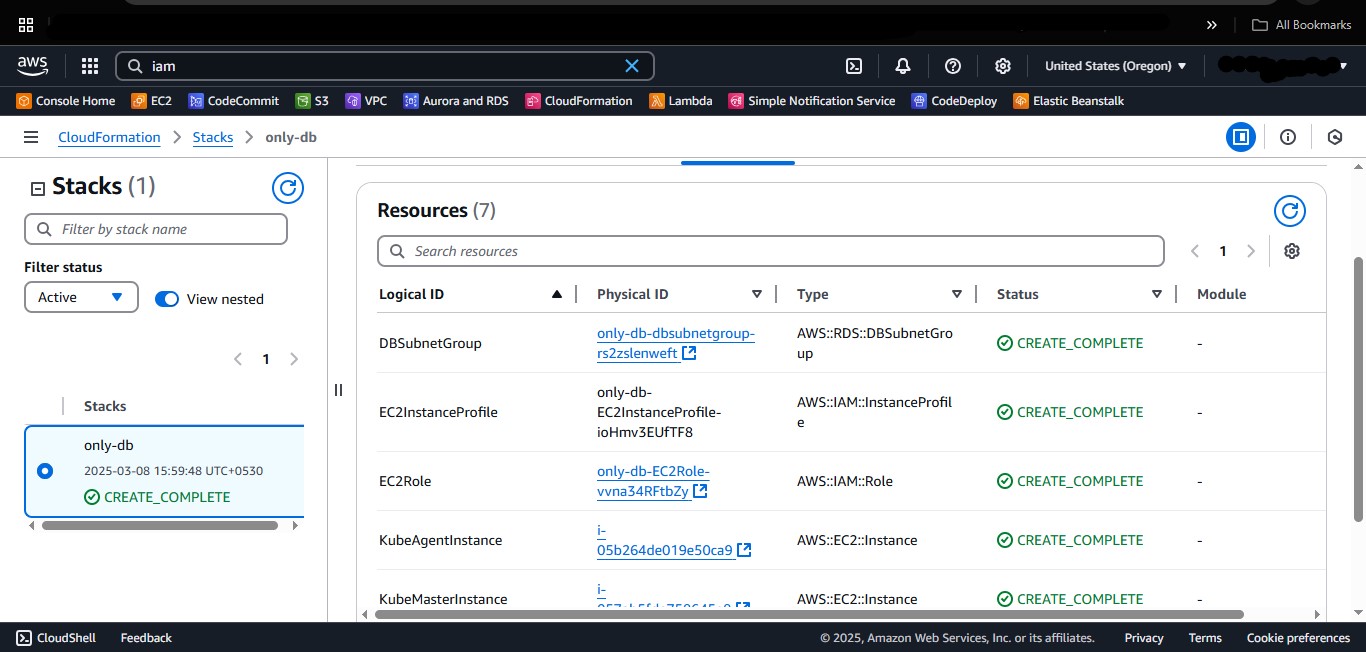 All Bookmarks
aws
iam
United States (Oregon)
Console Home EC2 CodeCommit S3 VPC Aurora and RDS CloudFormation Lambda Simple Notification Service CodeDeploy Elastic Beanstalk
CloudFormation > Stacks > only-db
Stacks (1)
Filter by stack name
Filter status
Active
View nested
1
Stacks
only-db
2025-03-08 15:59:48 UTC+0530
CREATE_COMPLETE
Resources (7)
Search resources
1
Logical ID Physical ID Type Status Module
DBSubnetGroup
only-db-dbsubnetgroup-
rs2zslenweft
AWS::RDS::DBSubnetGro
up
CREATE_COMPLETE
-
EC2InstanceProfile
only-db-
EC2InstanceProfile-
ioHmv3EUfTF8
AWS::IAM::InstanceProfil
e
CREATE_COMPLETE
-
EC2Role
only-db-EC2Role-
vvna34RFtbZy
AWS::IAM::Role
CREATE_COMPLETE
-
KubeAgentInstance
i-
05b264de019e50ca9
AWS::EC2::Instance
CREATE_COMPLETE
-
KubeMasterInstance
i-
AWS::EC2::Instance
CREATE_COMPLETE
-
CloudShell Feedback
© 2025, Amazon Web Services, Inc. or its affiliates. Privacy Terms Cookie preferences